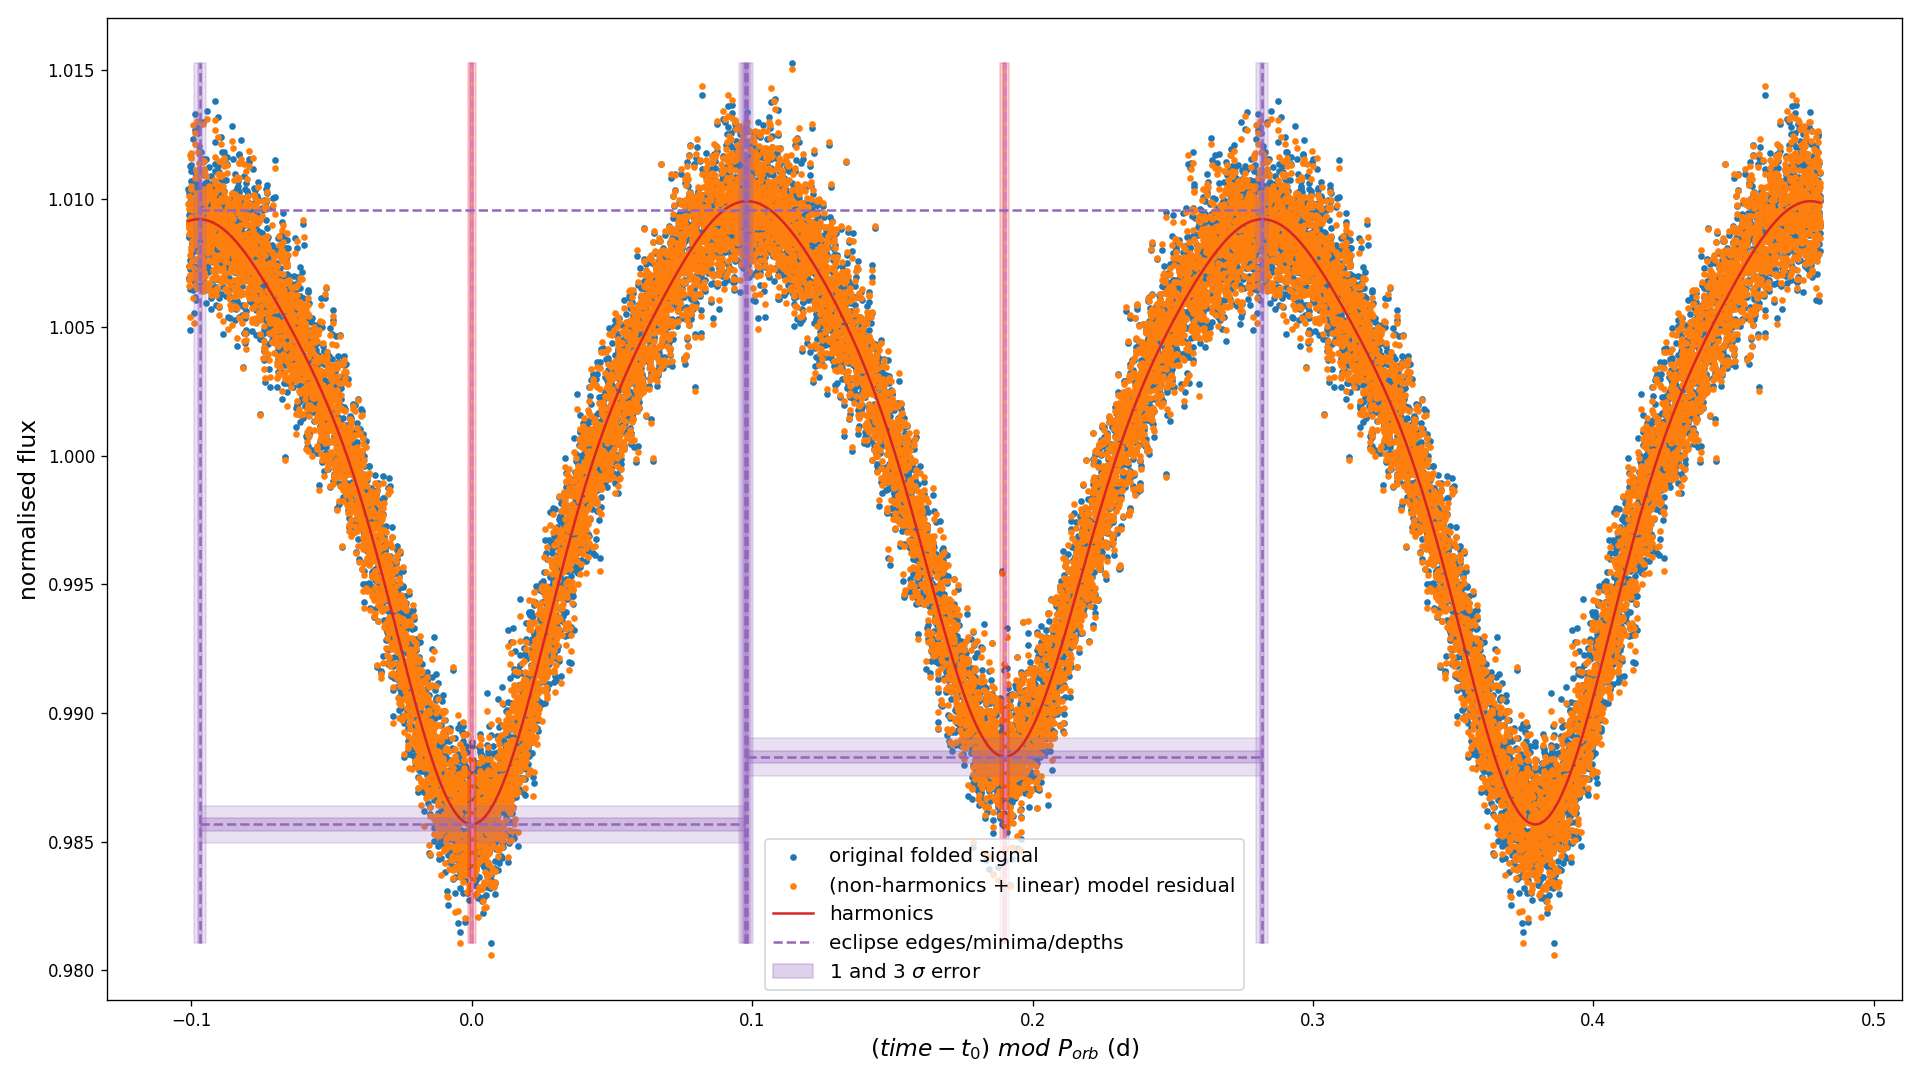 normalised flux
1.015
1.010
1.005
1.000
0.995
0.990
0.985
0.980
original folded signal
(non-harmonics + linear) model residual
harmonics
eclipse edges/minima/depths
1 and 3 σ error
−0.1
0.0
0.1
0.2
0.3
0.4
0.5
(time − t₀) mod Pₒᵣb (d)